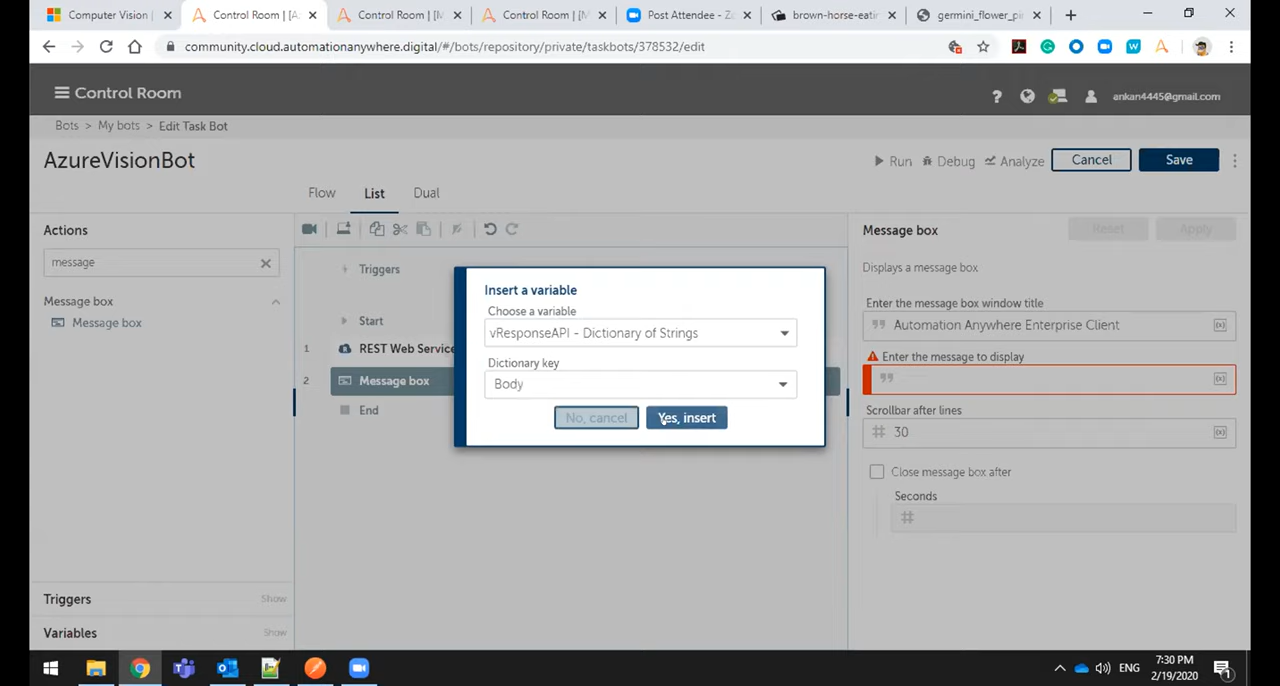 Computer Vision |
Control Room | [A
Control Room | [M
Control Room | [M
Post Attendee - Zo
brown-horse-eatin
germini_flower_pi
community.cloud.automationanywhere.digital/#/bots/repository/private/taskbots/378532/edit
Control Room
ankan4445@gmail.com
Bots > My bots > Edit Task Bot
AzureVisionBot
Run
Debug
Analyze
Cancel
Save
Flow
List
Dual
Actions
message
Message box
Message box
Triggers
Show
Variables
Show
Triggers
Start
1 REST Web Service
2 Message box
End
Insert a variable
Choose a variable
vResponseAPI - Dictionary of Strings
Dictionary key
Body
No, cancel
Yes, insert
Message box
Reset
Apply
Displays a message box
Enter the message box window title
Automation Anywhere Enterprise Client
Enter the message to display
Scrollbar after lines
# 30
Close message box after
Seconds
#
ENG
7:30 PM
2/19/2020